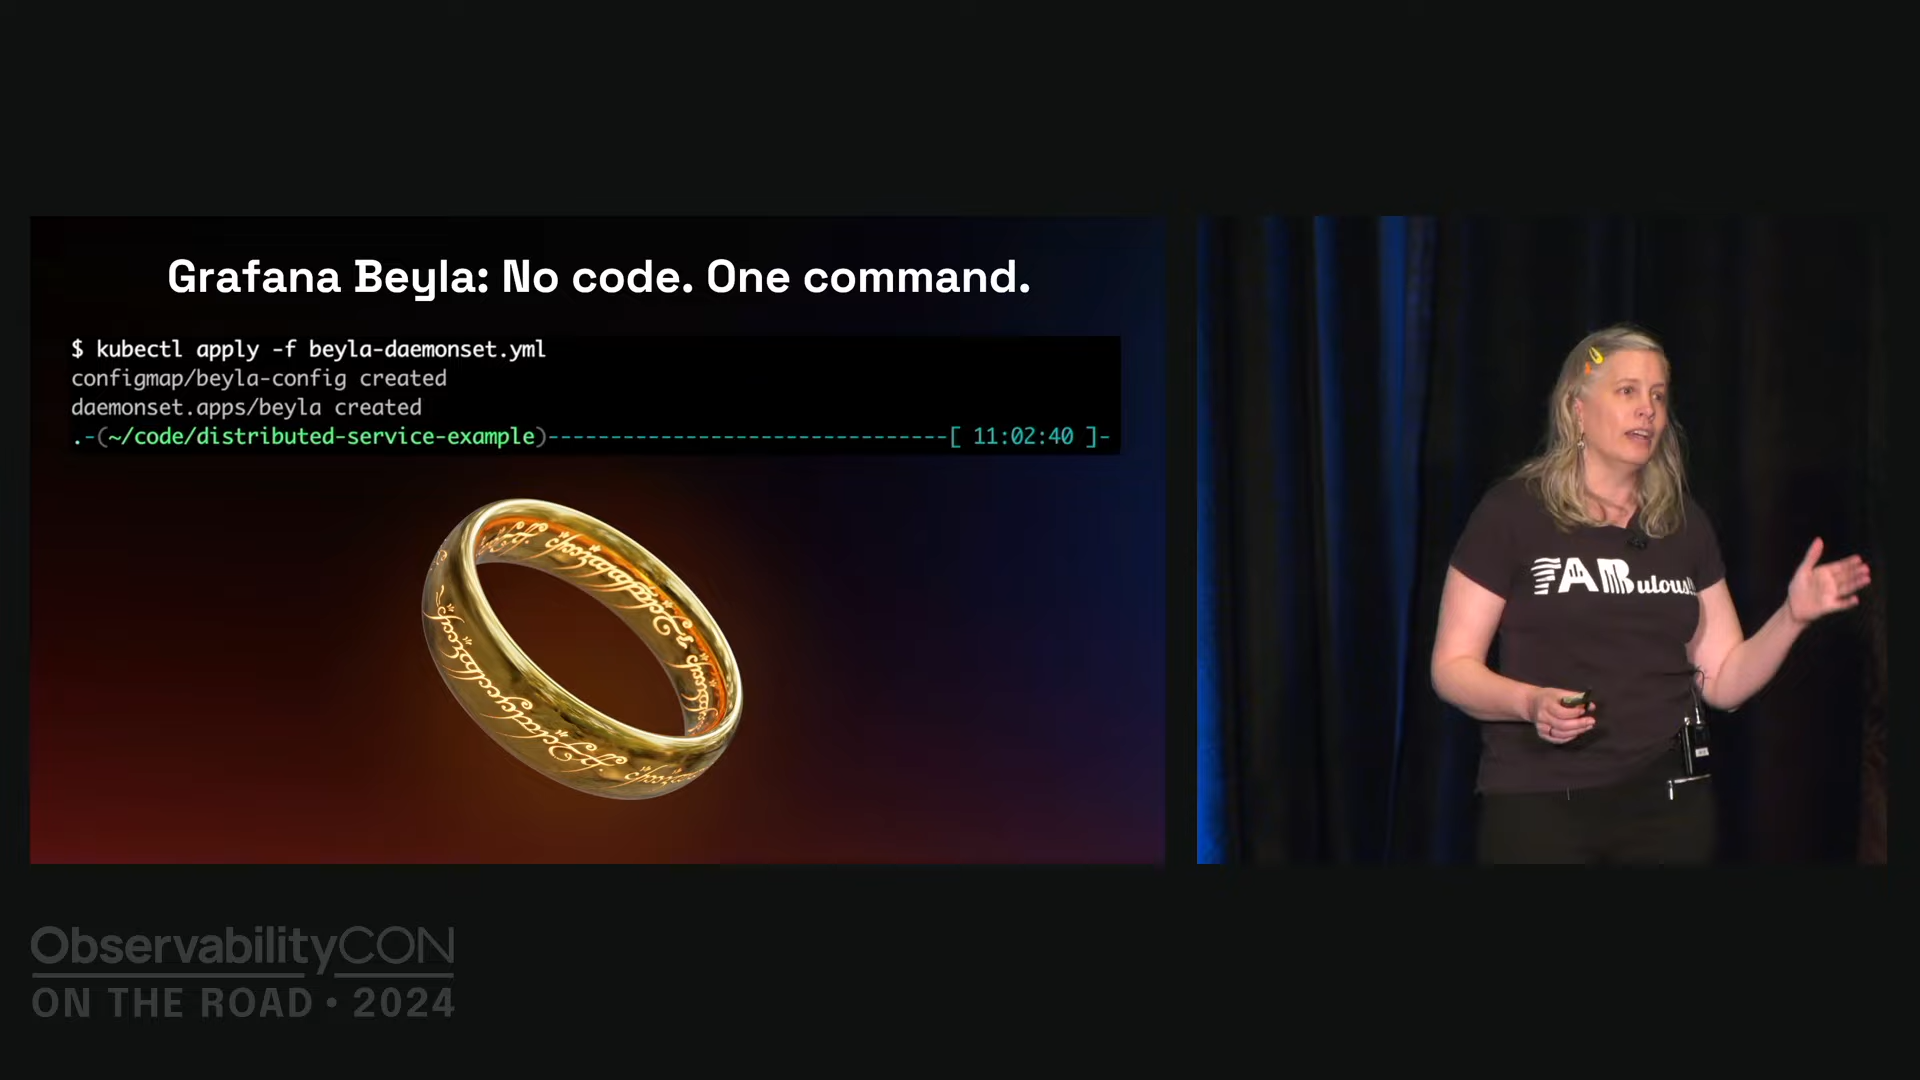 Grafana Beyla: No code. One command.
$ kubectl apply -f beyla-daemonset.yml
configmap/beyla-config created
daemonset.apps/beyla created
.-(~/code/distributed-service-example)--------------------------------[ 11:02:40 ]-
FABulous!!
ObservabilityCON
ON THE ROAD • 2024